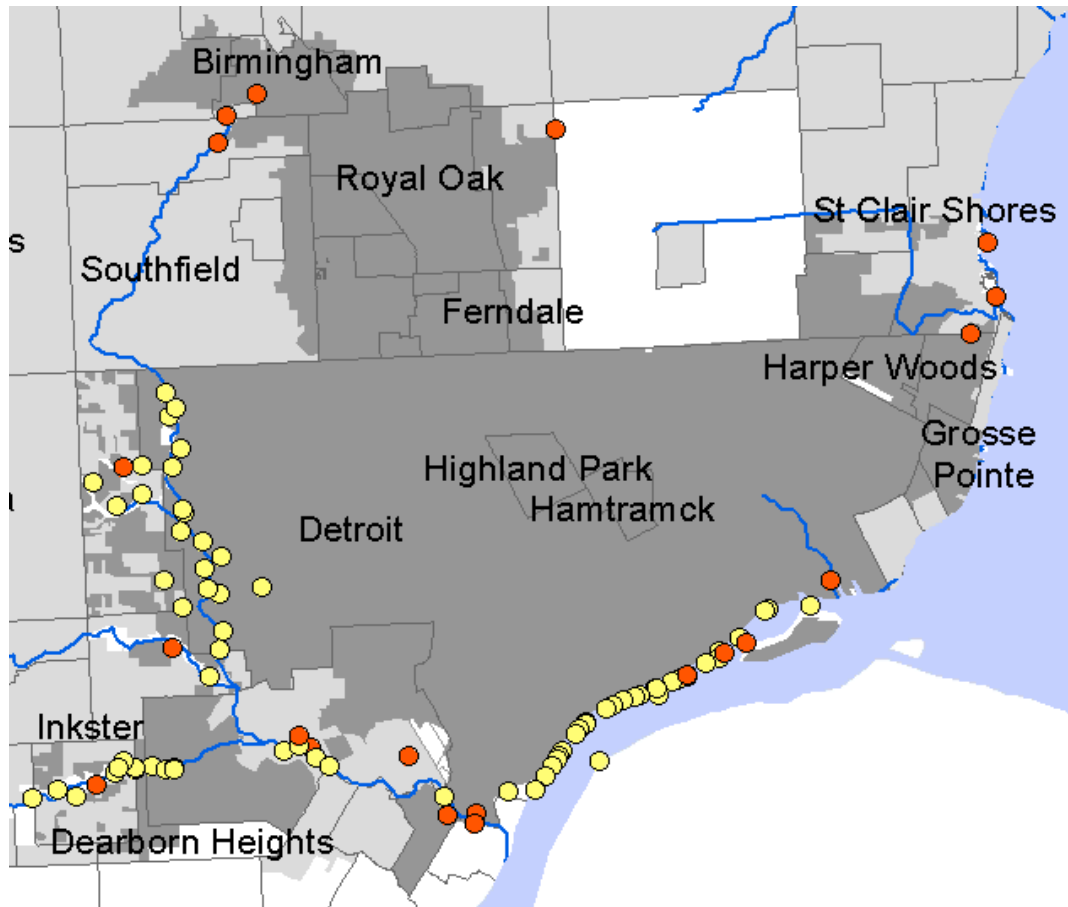 Birmingham
Royal Oak
St Clair Shores
s
Southfield
Ferndale
Harper Woods
Grosse
Pointe
Highland Park
Hamtramck
Detroit
Inkster
Dearborn Heights